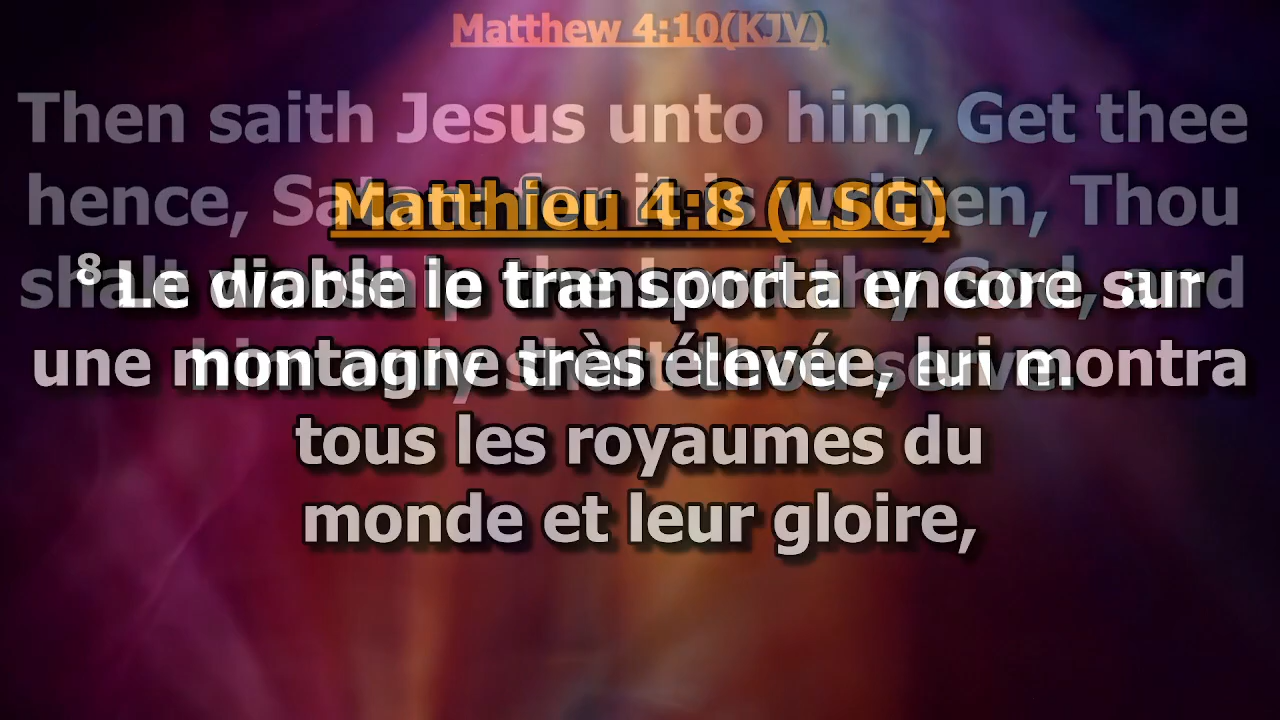 Matthew 4:10(KJV)
Then saith Jesus unto him, Get thee
hence, Satan: for it is written, Thou
shalt worship the Lord thy God, and
him only shalt thou serve.
Matthieu 4:8 (LSG)
8 Le diable le transporta encore sur
une montagne très élevée, lui montra
tous les royaumes du
monde et leur gloire,